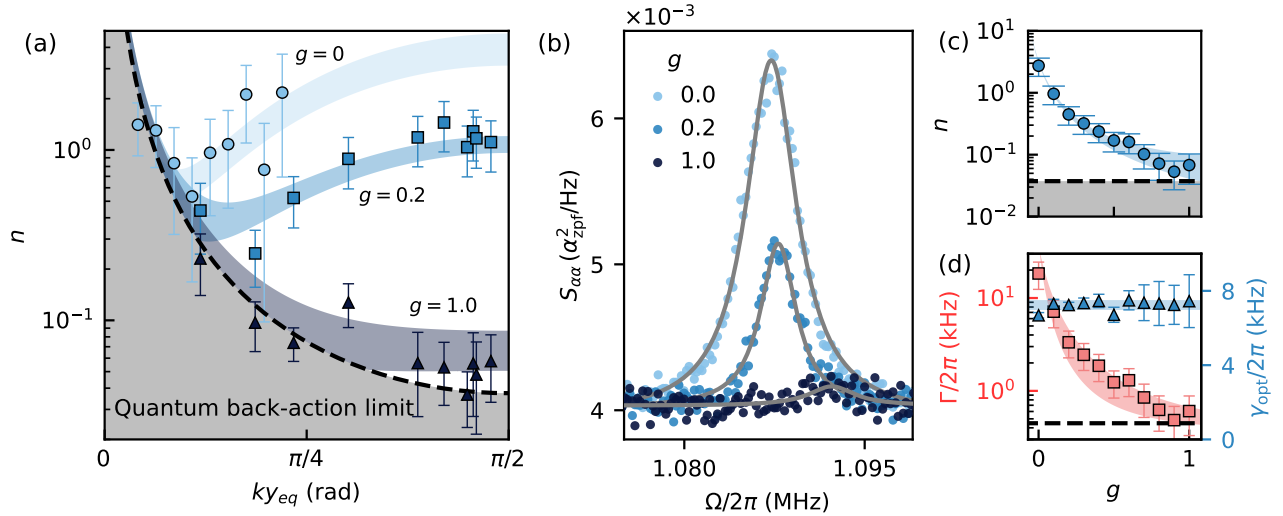 (a)
n
10⁰
10⁻¹
g = 0
g = 0.2
g = 1.0
Quantum back-action limit
0
π/4
π/2
ky_eq (rad)
(b)
×10⁻³
S_αα (α²_zpf/Hz)
6
5
4
g
0.0
0.2
1.0
1.080
1.095
Ω/2π (MHz)
(c)
n
10¹
10⁰
10⁻¹
10⁻²
(d)
Γ/2π (kHz)
10¹
10⁰
8
4
0
γ_opt/2π (kHz)
0
1
g